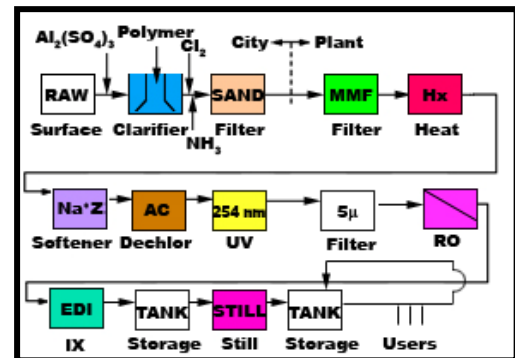 Al₂(SO₄)₃ Polymer Cl₂
City Plant
RAW SAND MMF Hx
Surface Clarifier Filter Filter Heat
NH₃
Na⁺Z AC 254 nm 5µ
Softener Dechlor UV Filter RO
EDI TANK STILL TANK
IX Storage Still Storage Users